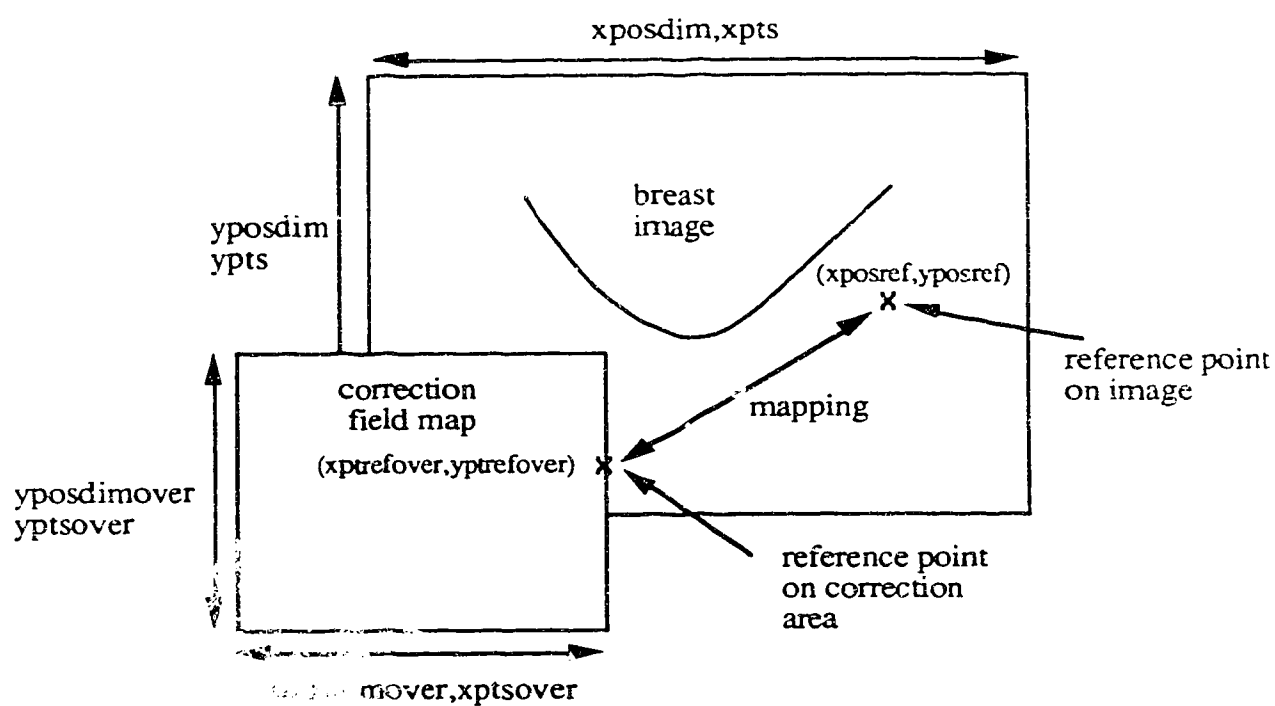 xposdim,xpts
breast
image
yposdim
ypts
(xposref,yposref)
reference point
on image
correction
field map
mapping
(xptrefover,yptrefover)
yposdimover
yptsover
reference point
on correction
area
mover,xptsover